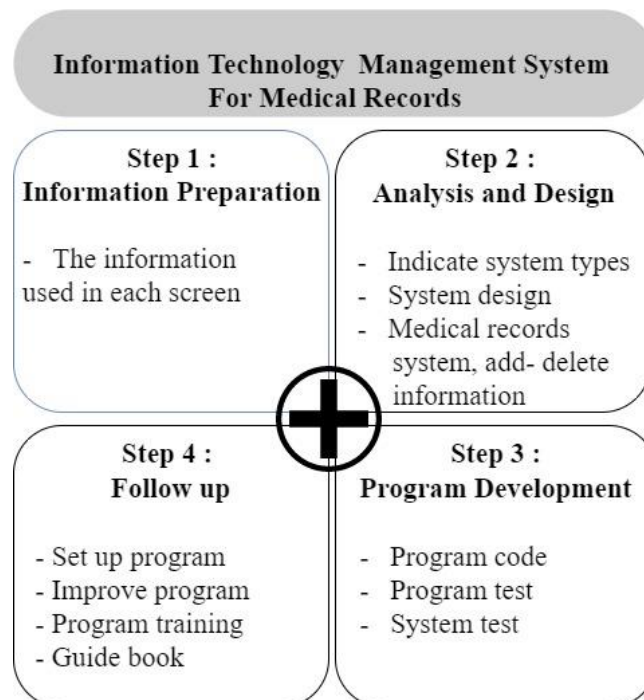 Information Technology Management System
For Medical Records
Step 1 :
Information Preparation
- The information
used in each screen
Step 2 :
Analysis and Design
- Indicate system types
- System design
- Medical records
system, add- delete
information
Step 4 :
Follow up
- Set up program
- Improve program
- Program training
- Guide book
Step 3 :
Program Development
- Program code
- Program test
- System test